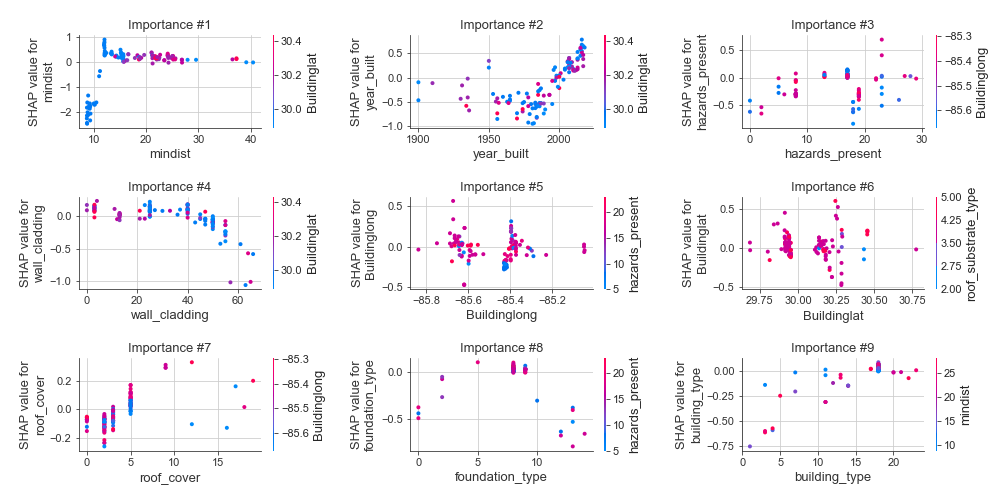 Importance #1
SHAP value for
mindist
1
0
−1
−2
10
20
30
40
mindist
30.4
30.2
30.0
Buildinglat
Importance #2
SHAP value for
year_built
0.5
0.0
−0.5
−1.0
1900
1950
2000
year_built
30.4
30.2
30.0
Buildinglat
Importance #3
SHAP value for
hazards_present
0.5
0.0
−0.5
0
10
20
30
hazards_present
−85.3
−85.4
−85.5
−85.6
Buildinglong
Importance #4
SHAP value for
wall_cladding
0.0
−0.5
−1.0
0
20
40
60
wall_cladding
30.4
30.2
30.0
Buildinglat
Importance #5
SHAP value for
Buildinglong
0.5
0.0
−0.5
−85.8
−85.6
−85.4
−85.2
Buildinglong
20
15
10
5
hazards_present
Importance #6
SHAP value for
Buildinglat
0.5
0.0
−0.5
29.75
30.00
30.25
30.50
30.75
Buildinglat
5.00
4.25
3.50
2.75
2.00
roof_substrate_type
Importance #7
SHAP value for
roof_cover
0.2
0.0
−0.2
0
5
10
15
roof_cover
−85.3
−85.4
−85.5
−85.6
Buildinglong
Importance #8
SHAP value for
foundation_type
0.0
−0.5
0
5
10
foundation_type
20
15
10
5
hazards_present
Importance #9
SHAP value for
building_type
0.00
−0.25
−0.50
−0.75
0
5
10
15
20
building_type
25
20
15
10
mindist